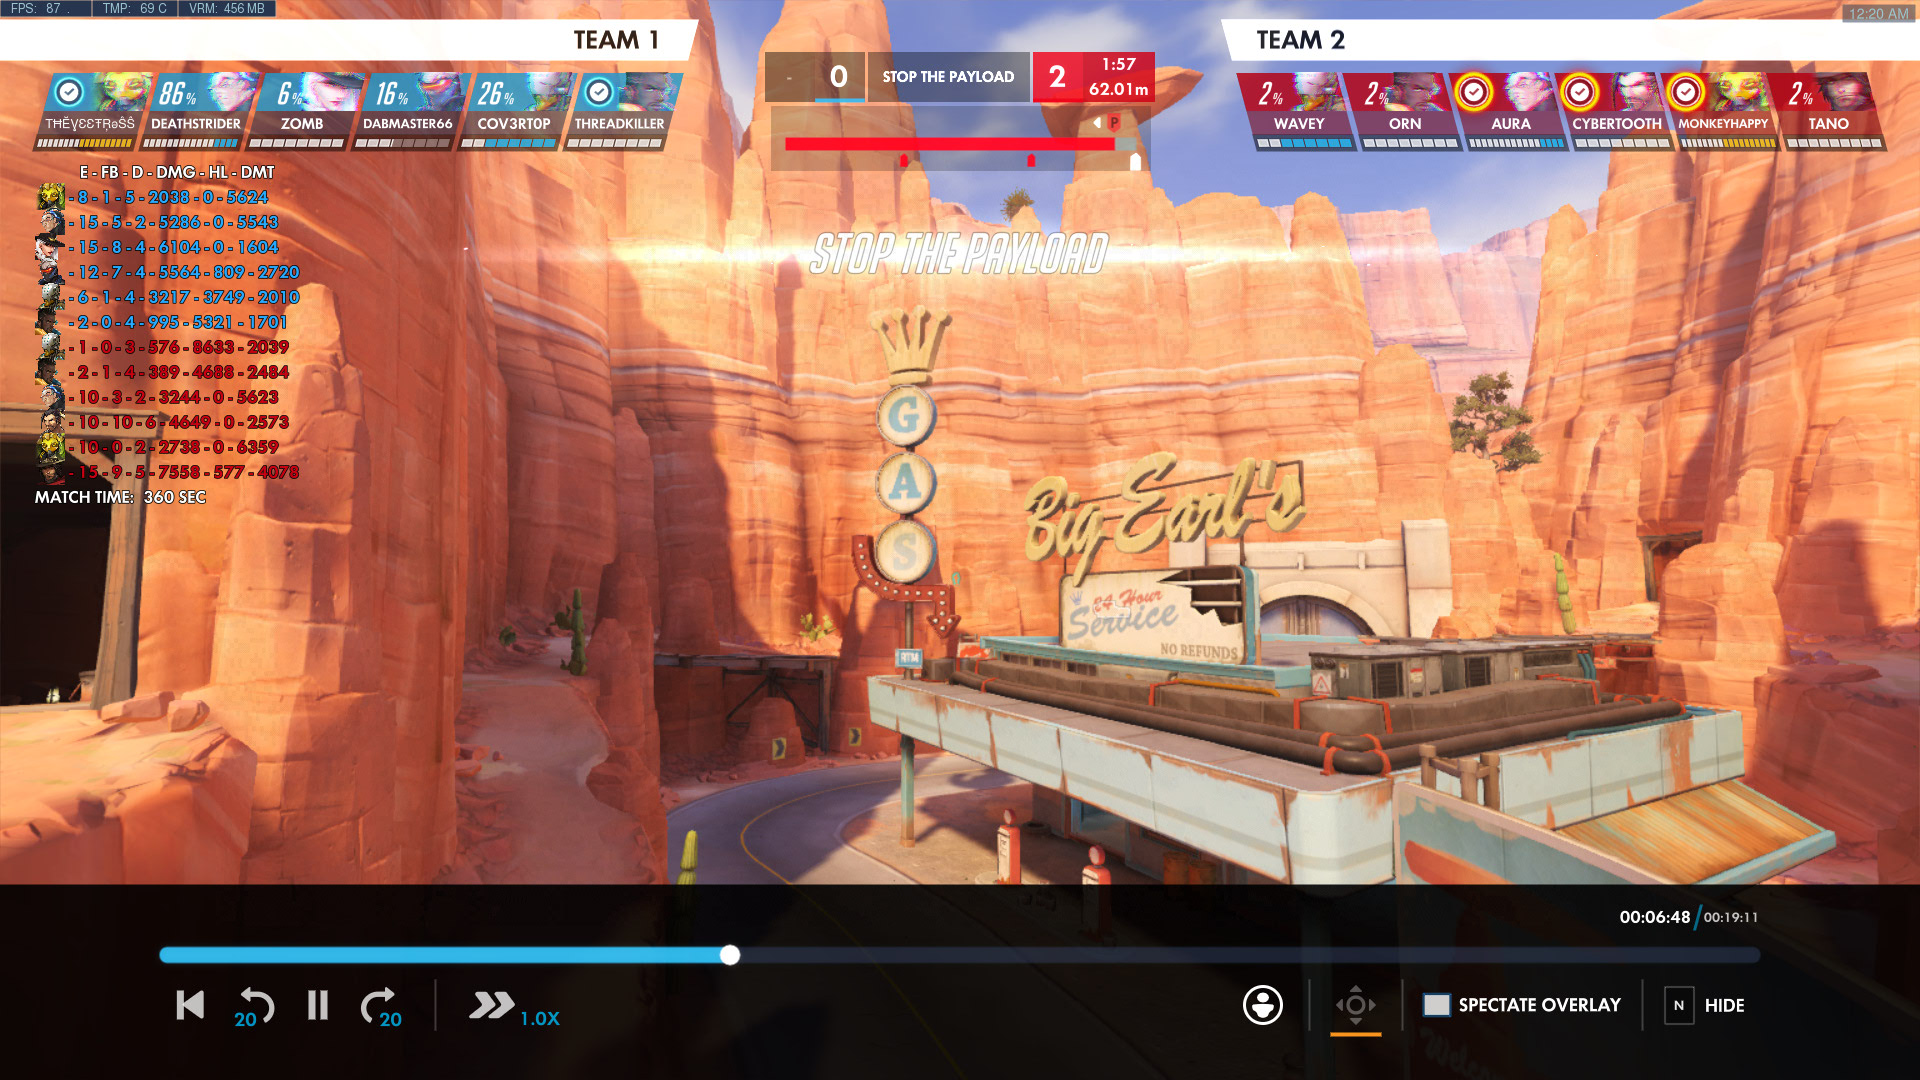 FPS: 87 . TMP: 69 C VRM: 456 MB
12:20 AM
TEAM 1
TEAM 2
- 0 STOP THE PAYLOAD 2 1:57
62.01m
86% 6% 16% 26%
2% 2% 2%
DEATHSTRIDER ZOMB DABMASTER66 C0V3RT0P THREADKILLER
WAVEY ORN AURA CYBERTOOTH MONKEYHAPPY TANO
P
E - FB - D - DMG - HL - DMT
- 8 - 1 - 5 - 2038 - 0 - 5624
- 15 - 5 - 2 - 5286 - 0 - 5543
- 15 - 8 - 4 - 6104 - 0 - 1604
- 12 - 7 - 4 - 5564 - 809 - 2720
- 6 - 1 - 4 - 3217 - 3749 - 2010
- 2 - 0 - 4 - 995 - 5321 - 1701
- 1 - 0 - 3 - 576 - 8633 - 2039
- 2 - 1 - 4 - 389 - 4688 - 2484
- 10 - 3 - 2 - 3244 - 0 - 5623
- 10 - 10 - 6 - 4649 - 0 - 2573
- 10 - 0 - 2 - 2738 - 0 - 6359
- 15 - 9 - 5 - 7558 - 577 - 4078
MATCH TIME: 360 SEC
STOP THE PAYLOAD
GAS
Big Earl's
24 Hour
Service
NO REFUNDS
ATM
00:06:48 / 00:19:11
20 20 1.0X
SPECTATE OVERLAY
N HIDE